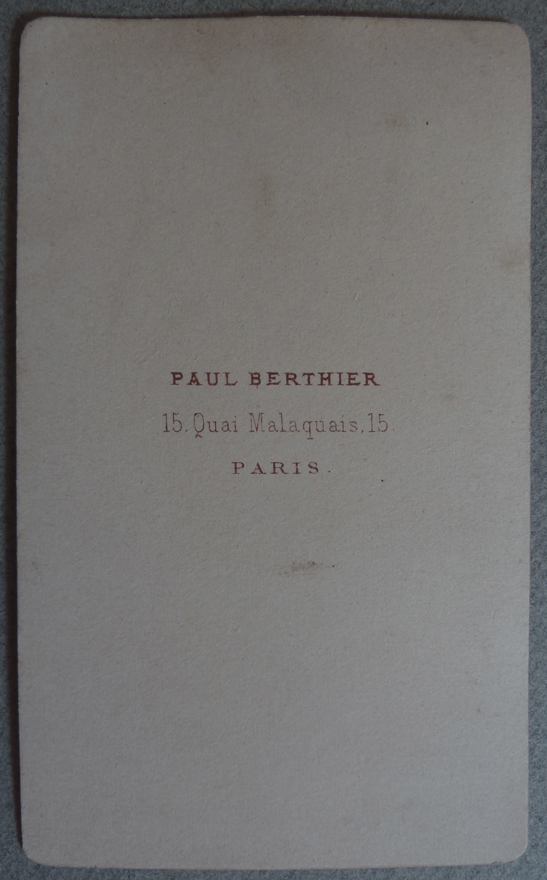 PAUL BERTHIER
15. Quai Malaquais, 15.
PARIS.